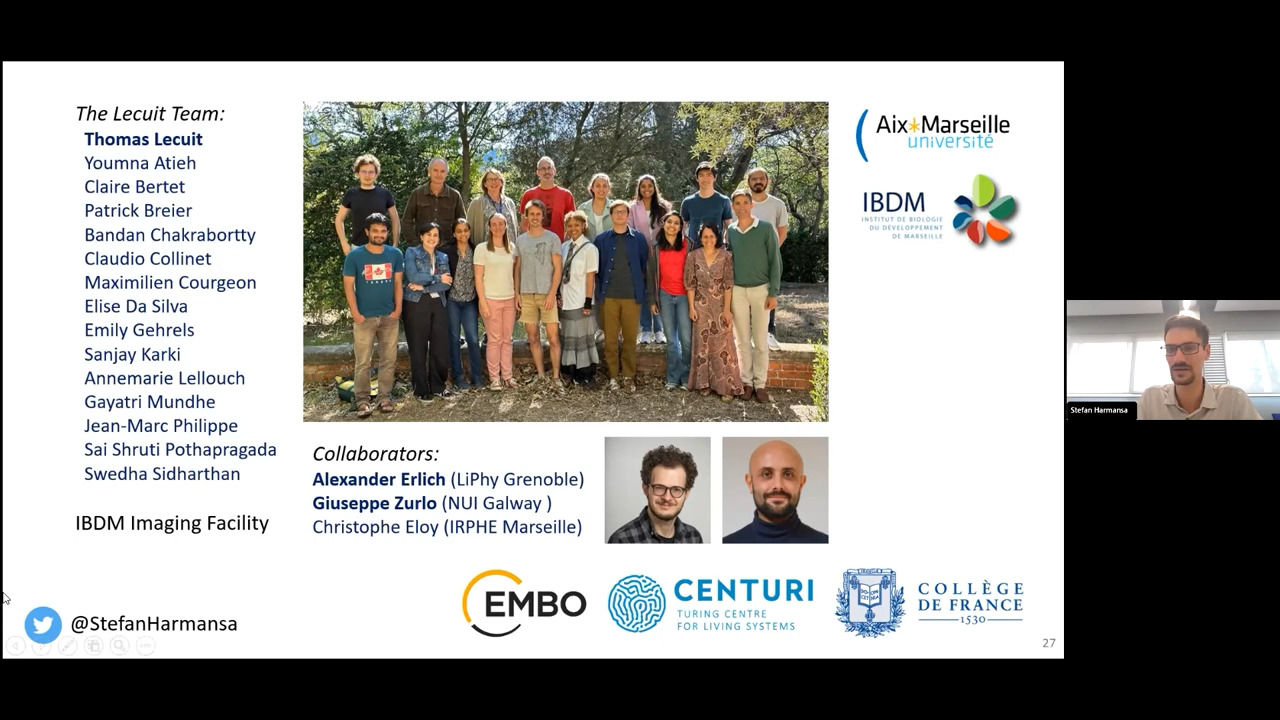 The Lecuit Team:
Thomas Lecuit
Youmna Atieh
Claire Bertet
Patrick Breier
Bandan Chakrabortty
Claudio Collinet
Maximilien Courgeon
Elise Da Silva
Emily Gehrels
Sanjay Karki
Annemarie Lellouch
Gayatri Mundhe
Jean-Marc Philippe
Sai Shruti Pothapragada
Swedha Sidharthan
IBDM Imaging Facility
@StefanHarmansa
Collaborators:
Alexander Erlich (LiPhy Grenoble)
Giuseppe Zurlo (NUI Galway )
Christophe Eloy (IRPHE Marseille)
Aix*Marseille
université
IBDM
INSTITUT DE BIOLOGIE
DU DÉVELOPPEMENT
DE MARSEILLE
EMBO
CENTURI
TURING CENTRE
FOR LIVING SYSTEMS
COLLÈGE
DE FRANCE
1530
27
Stefan Harmansa